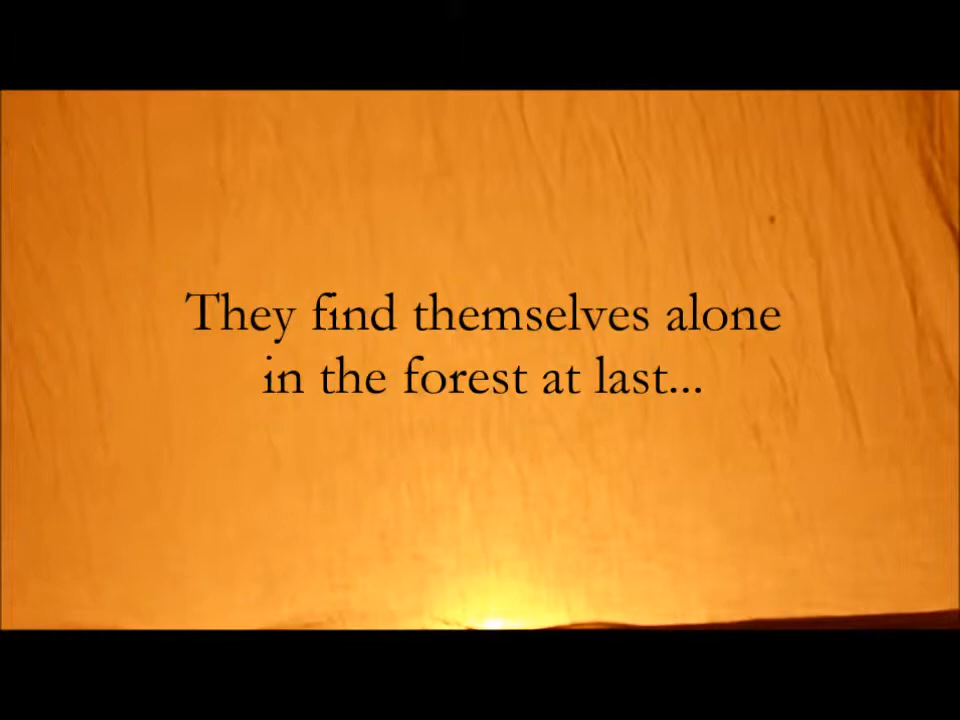 They find themselves alone
in the forest at last...